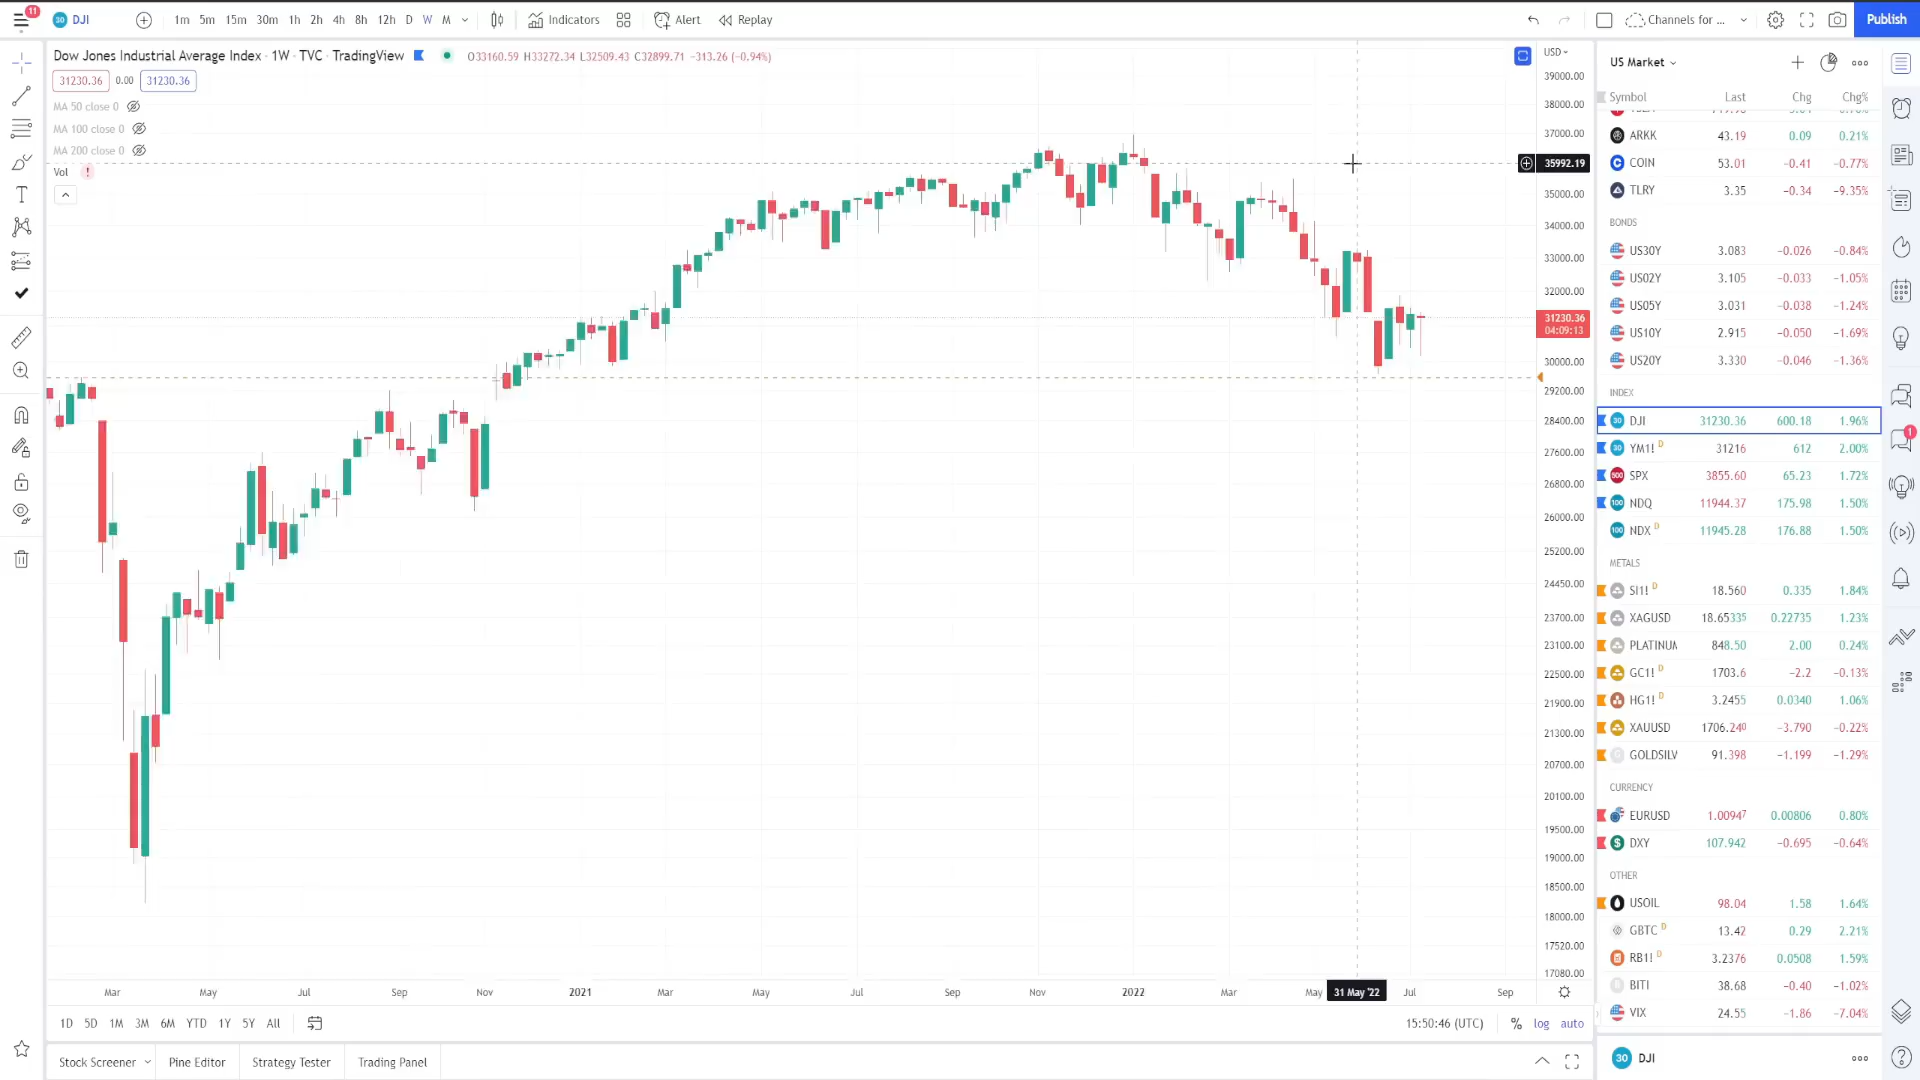 11
30 DJI
1m 5m 15m 30m 1h 2h 4h 8h 12h D W M
Indicators
Alert
Replay
Channels for ...
Publish
Dow Jones Industrial Average Index · 1W · TVC · TradingView
O33160.59 H33272.34 L32509.43 C32899.71 −313.26 (−0.94%)
31230.36 0.00 31230.36
MA 50 close 0
MA 100 close 0
MA 200 close 0
Vol !
USD
39000.00
38000.00
37000.00
35992.19
35000.00
34000.00
33000.00
32000.00
31230.36
04:09:13
30000.00
29200.00
28400.00
27600.00
26800.00
26000.00
25200.00
24450.00
23700.00
23100.00
22500.00
21900.00
21300.00
20700.00
20100.00
19500.00
19000.00
18500.00
18000.00
17520.00
17080.00
Mar May Jul Sep Nov 2021 Mar May Jul Sep Nov 2022 Mar May 31 May '22 Jul Sep
1D 5D 1M 3M 6M YTD 1Y 5Y All
15:50:46 (UTC) % log auto
Stock Screener Pine Editor Strategy Tester Trading Panel
US Market
Symbol Last Chg Chg%
ARKK 43.19 0.09 0.21%
COIN 53.01 −0.41 −0.77%
TLRY 3.35 −0.34 −9.35%
BONDS
US30Y 3.083 −0.026 −0.84%
US02Y 3.105 −0.033 −1.05%
US05Y 3.031 −0.038 −1.24%
US10Y 2.915 −0.050 −1.69%
US20Y 3.330 −0.046 −1.36%
INDEX
30 DJI 31230.36 600.18 1.96%
30 YM1! D 31216 612 2.00%
500 SPX 3855.60 65.23 1.72%
100 NDQ 11944.37 175.98 1.50%
100 NDX D 11945.28 176.88 1.50%
METALS
SI1! D 18.560 0.335 1.84%
XAGUSD 18.65335 0.22735 1.23%
PLATINUM 848.50 2.00 0.24%
GC1! D 1703.6 −2.2 −0.13%
HG1! D 3.2455 0.0340 1.06%
XAUUSD 1706.240 −3.790 −0.22%
GOLDSILV 91.398 −1.199 −1.29%
CURRENCY
EURUSD 1.00947 0.00806 0.80%
DXY 107.942 −0.695 −0.64%
OTHER
USOIL 98.04 1.58 1.64%
GBTC D 13.42 0.29 2.21%
RB1! D 3.2376 0.0508 1.59%
BITI 38.68 −0.40 −1.02%
VIX 24.55 −1.86 −7.04%
30 DJI
1